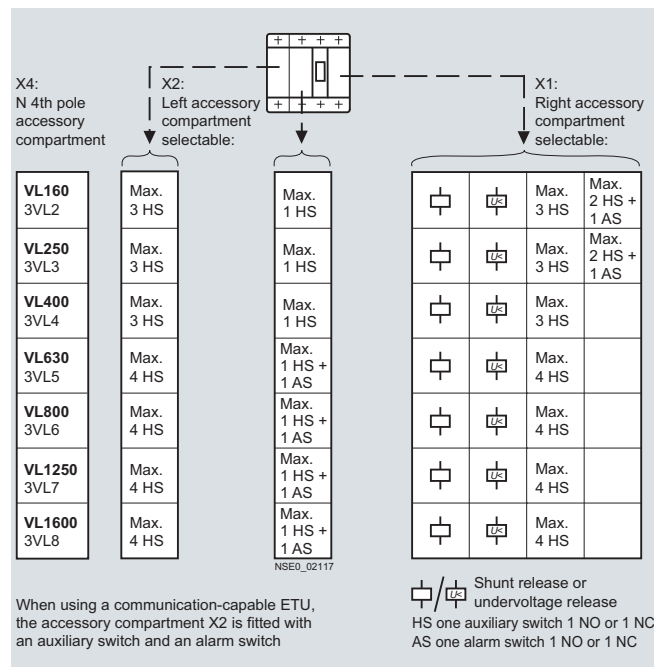 X4:
N 4th pole
accessory
compartment
X2:
Left accessory
compartment
selectable:
X1:
Right accessory
compartment
selectable:
VL160
3VL2
Max.
3 HS
Max.
1 HS
U<
Max.
3 HS
Max.
2 HS +
1 AS
VL250
3VL3
Max.
3 HS
Max.
1 HS
U<
Max.
3 HS
Max.
2 HS +
1 AS
VL400
3VL4
Max.
3 HS
Max.
1 HS
U<
Max.
3 HS
VL630
3VL5
Max.
4 HS
Max.
1 HS +
1 AS
U<
Max.
4 HS
VL800
3VL6
Max.
4 HS
Max.
1 HS +
1 AS
U<
Max.
4 HS
VL1250
3VL7
Max.
4 HS
Max.
1 HS +
1 AS
U<
Max.
4 HS
VL1600
3VL8
Max.
4 HS
Max.
1 HS +
1 AS
U<
Max.
4 HS
NSE0_02117
When using a communication-capable ETU,
the accessory compartment X2 is fitted with
an auxiliary switch and an alarm switch
/ U< Shunt release or
undervoltage release
HS one auxiliary switch 1 NO or 1 NC
AS one alarm switch 1 NO or 1 NC